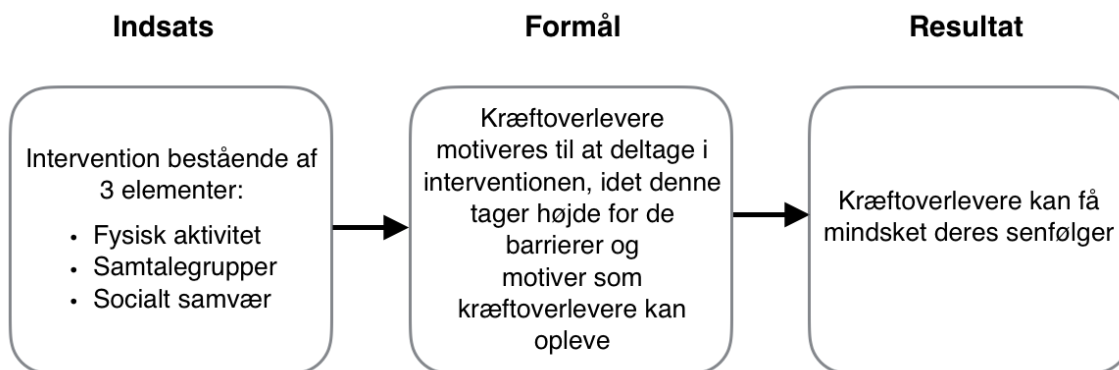 Indsats
Formål
Resultat
Intervention bestående af
3 elementer:
• Fysisk aktivitet
• Samtalegrupper
• Socialt samvær
Kræftoverlevere
motiveres til at deltage i
interventionen, idet denne
tager højde for de
barrierer og
motiver som
kræftoverlevere kan
opleve
Kræftoverlevere kan få
mindsket deres senfølger